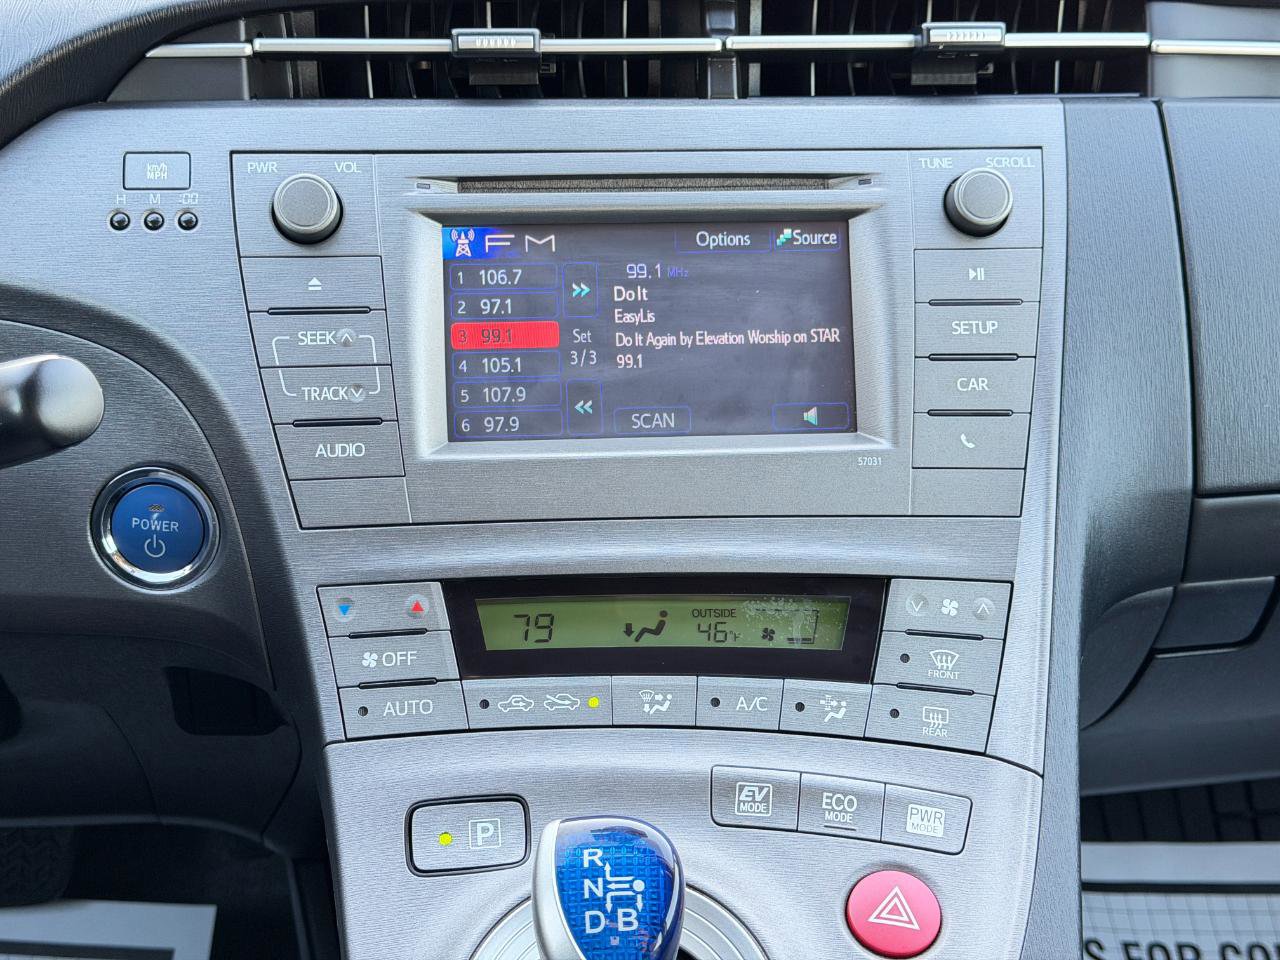 km/h
MPH
H M :00
PWR VOL
TUNE SCROLL
FM
Options
Source
1 106.7
2 97.1
3 99.1
4 105.1
5 107.9
6 97.9
Set
3/3
99.1 MHz
Do It
EasyLis
Do It Again by Elevation Worship on STAR
99.1
SCAN
57031
SEEK
TRACK
AUDIO
SETUP
CAR
POWER
79
OUTSIDE
46°F
OFF
AUTO
A/C
FRONT
REAR
EV
MODE
ECO
MODE
PWR
MODE
P
R
N
D B
FOR